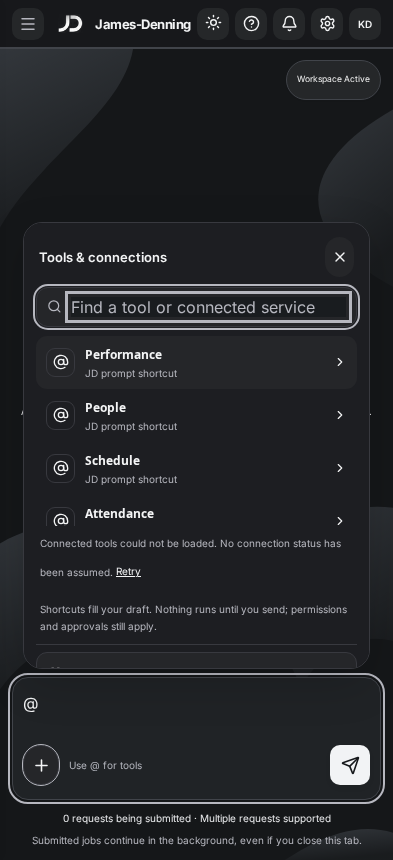 JD James-Denning KD
Workspace Active
Tools & connections
Find a tool or connected service
@ Performance
JD prompt shortcut
@ People
JD prompt shortcut
@ Schedule
JD prompt shortcut
@ Attendance
Connected tools could not be loaded. No connection status has
been assumed. Retry
Shortcuts fill your draft. Nothing runs until you send; permissions
and approvals still apply.
@
Use @ for tools
0 requests being submitted · Multiple requests supported
Submitted jobs continue in the background, even if you close this tab.